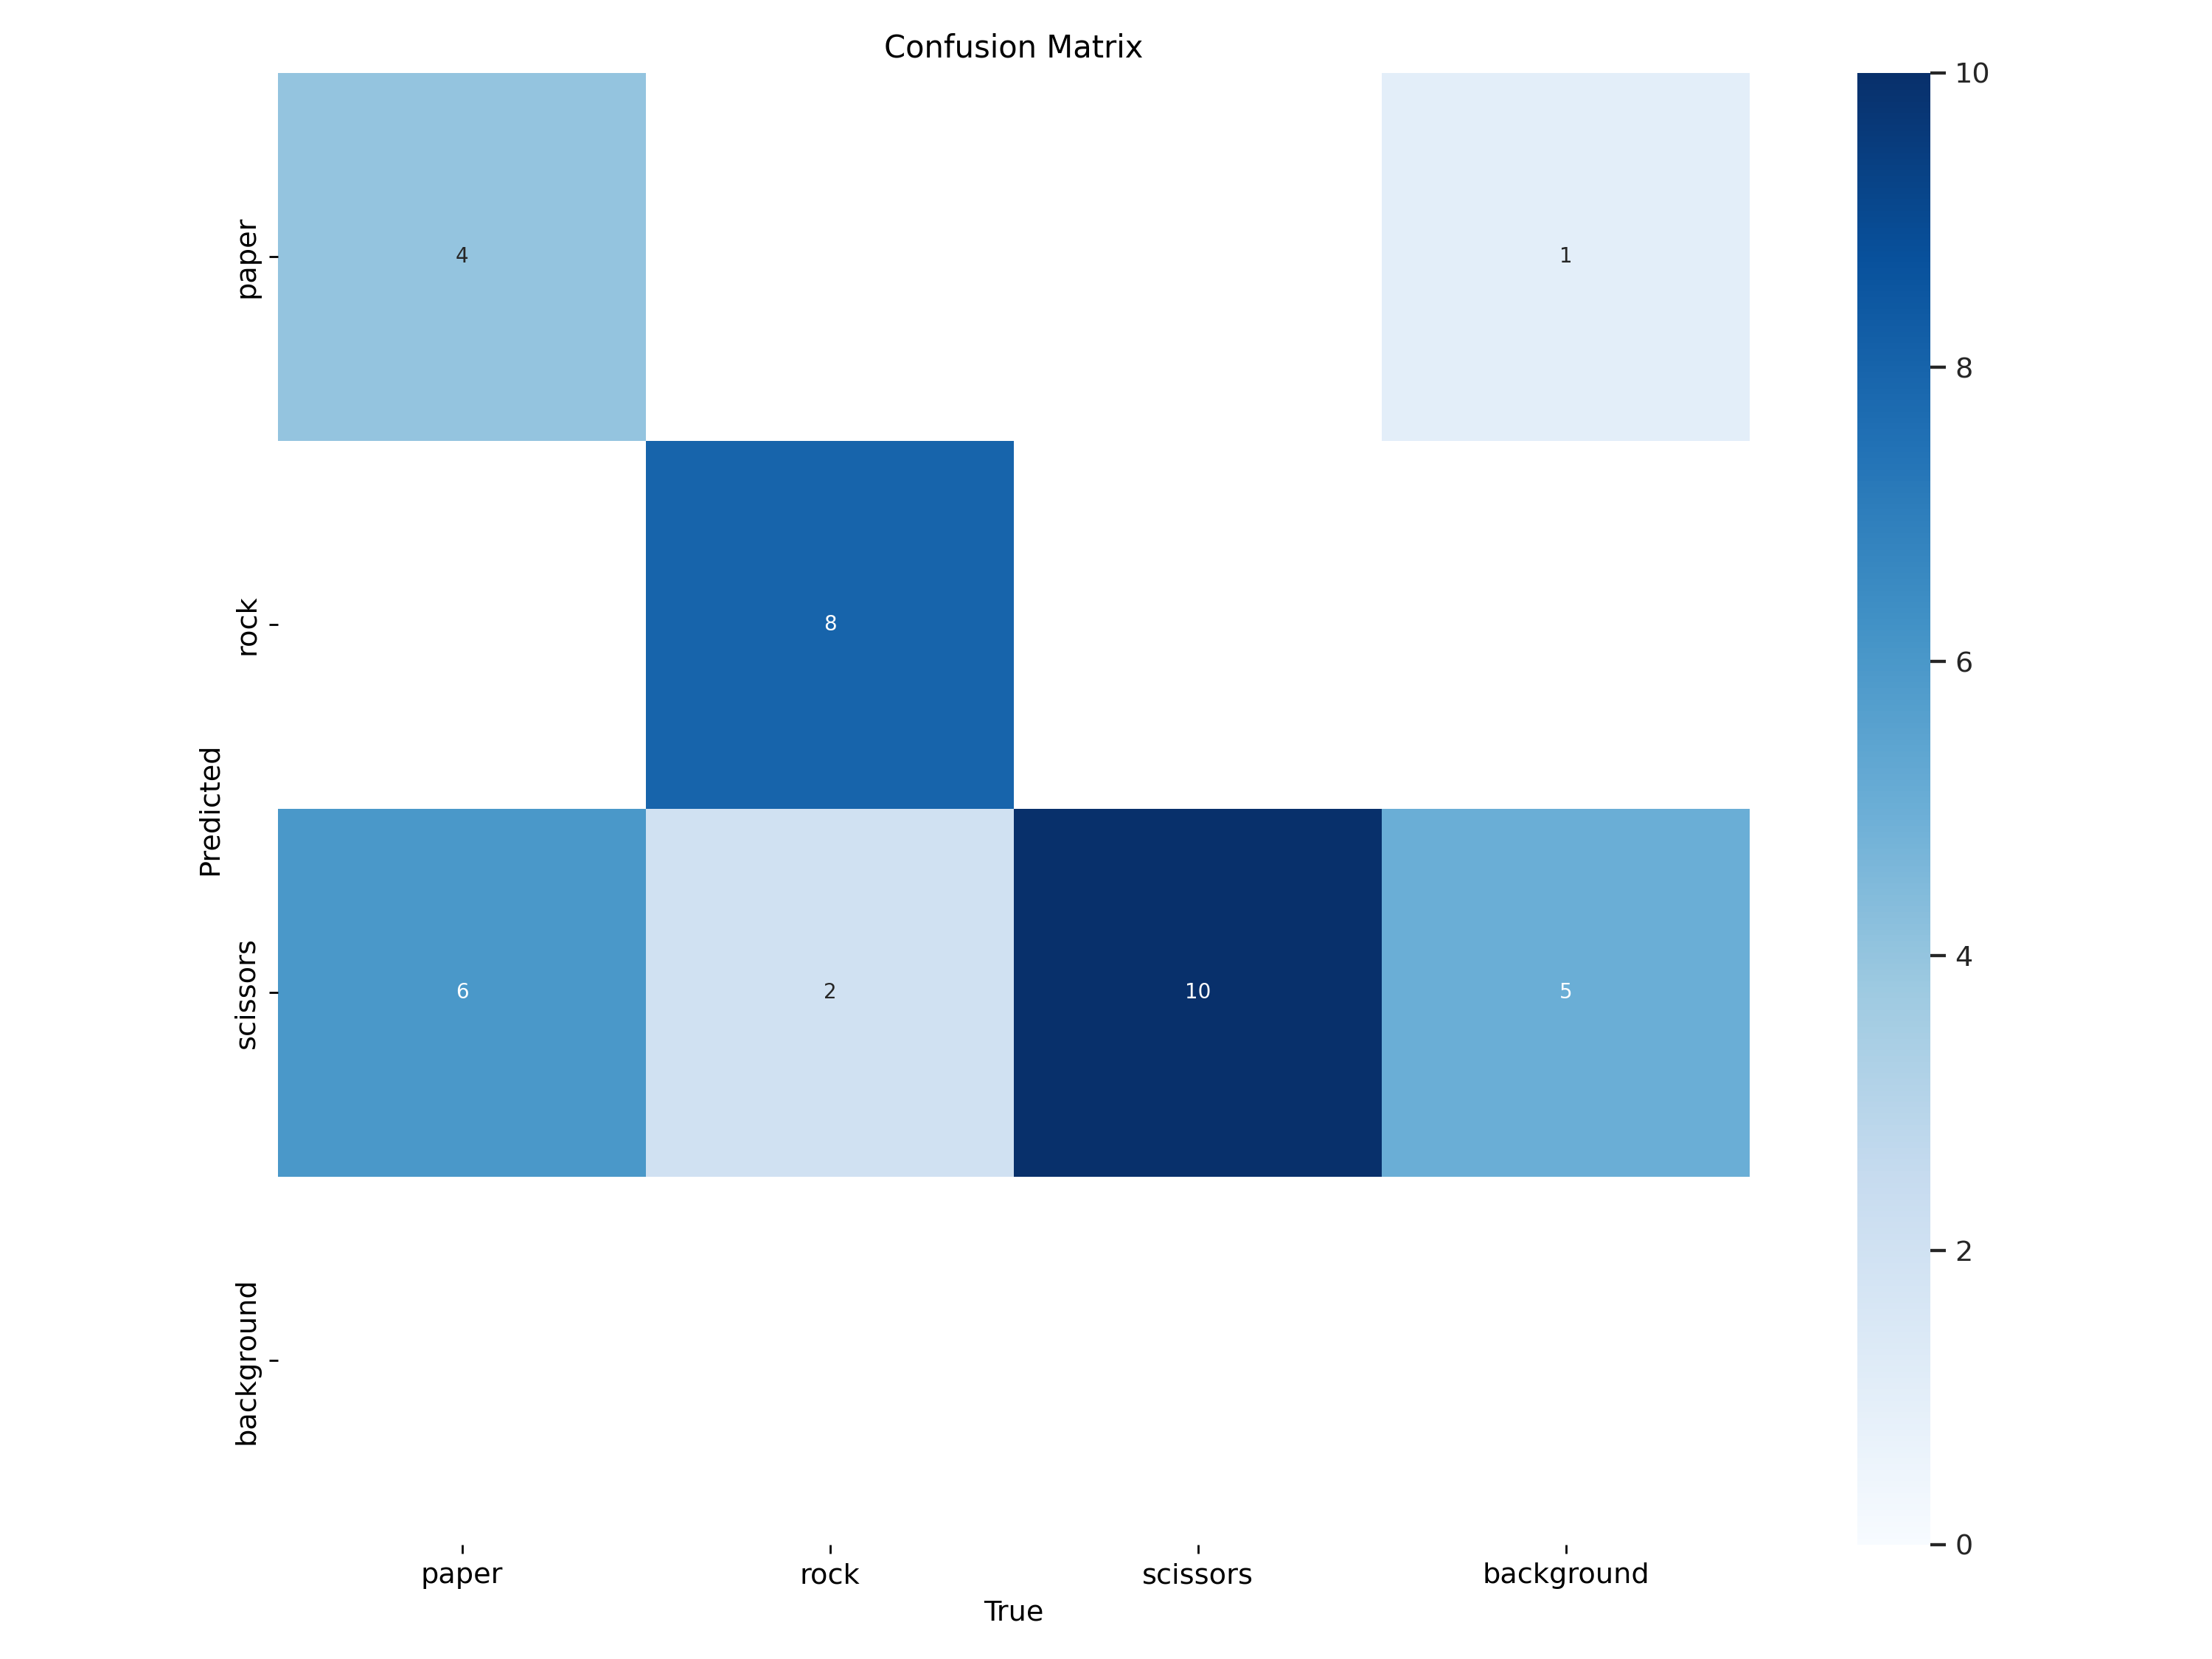 Confusion Matrix
paper
4
1
rock
8
scissors
6
2
10
5
background
Predicted
paper
rock
scissors
background
True
10
8
6
4
2
0